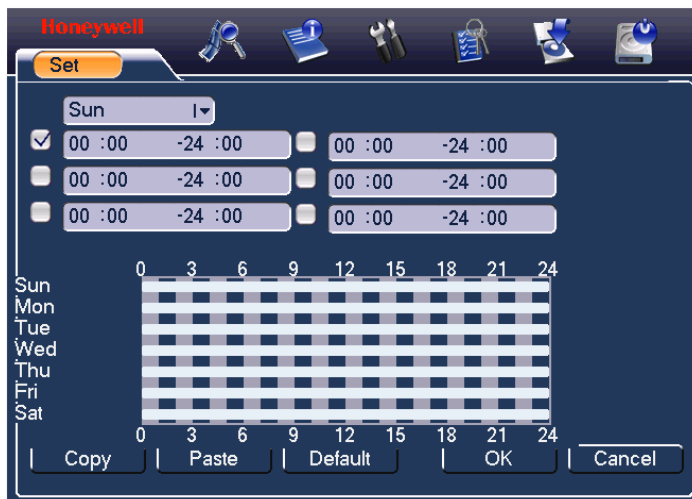 Honeywell
Set
Sun
00 :00 -24 :00 00 :00 -24 :00
00 :00 -24 :00 00 :00 -24 :00
00 :00 -24 :00 00 :00 -24 :00
0 3 6 9 12 15 18 21 24
Sun
Mon
Tue
Wed
Thu
Fri
Sat
0 3 6 9 12 15 18 21 24
Copy Paste Default OK Cancel